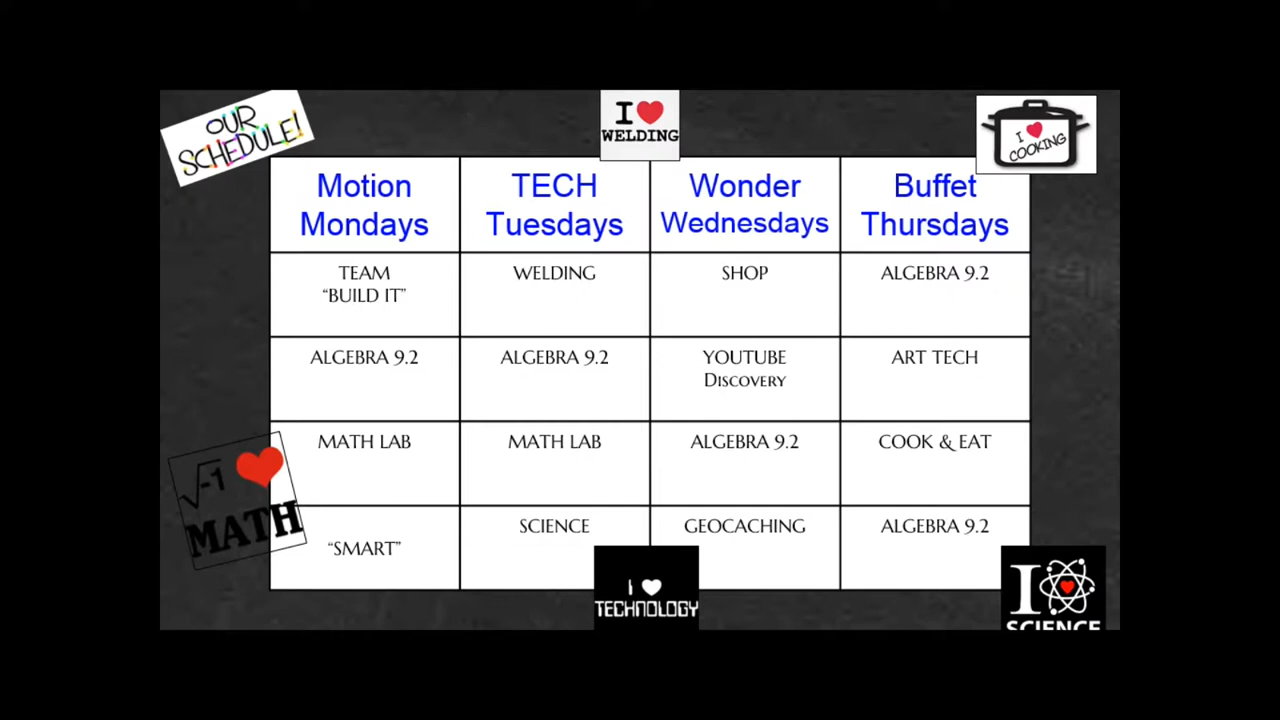 OUR
SCHEDULE!
I ❤
WELDING
I ❤
COOKING
Motion
Mondays
TECH
Tuesdays
Wonder
Wednesdays
Buffet
Thursdays
TEAM
“BUILD IT”
WELDING
SHOP
ALGEBRA 9.2
ALGEBRA 9.2
ALGEBRA 9.2
YOUTUBE
Discovery
ART TECH
MATH LAB
MATH LAB
ALGEBRA 9.2
COOK & EAT
“SMART”
SCIENCE
GEOCACHING
ALGEBRA 9.2
√-1 ❤
MATH
I ❤
TECHNOLOGY
I
SCIENCE